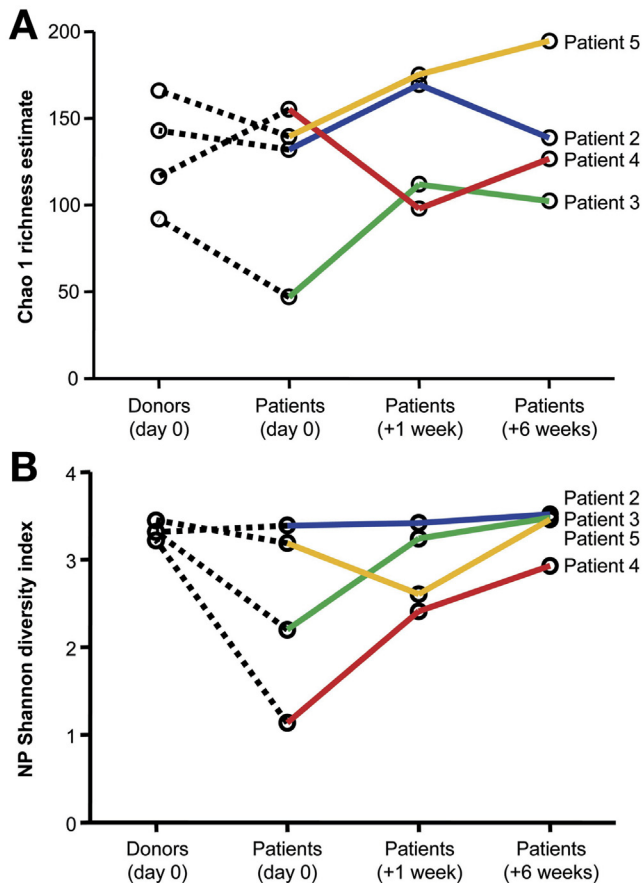 A
Chao 1 richness estimate
200
150
100
50
0
Patient 5
Patient 2
Patient 4
Patient 3
Donors
(day 0)
Patients
(day 0)
Patients
(+1 week)
Patients
(+6 weeks)
B
NP Shannon diversity index
4
3
2
1
0
Patient 2
Patient 3
Patient 5
Patient 4
Donors
(day 0)
Patients
(day 0)
Patients
(+1 week)
Patients
(+6 weeks)